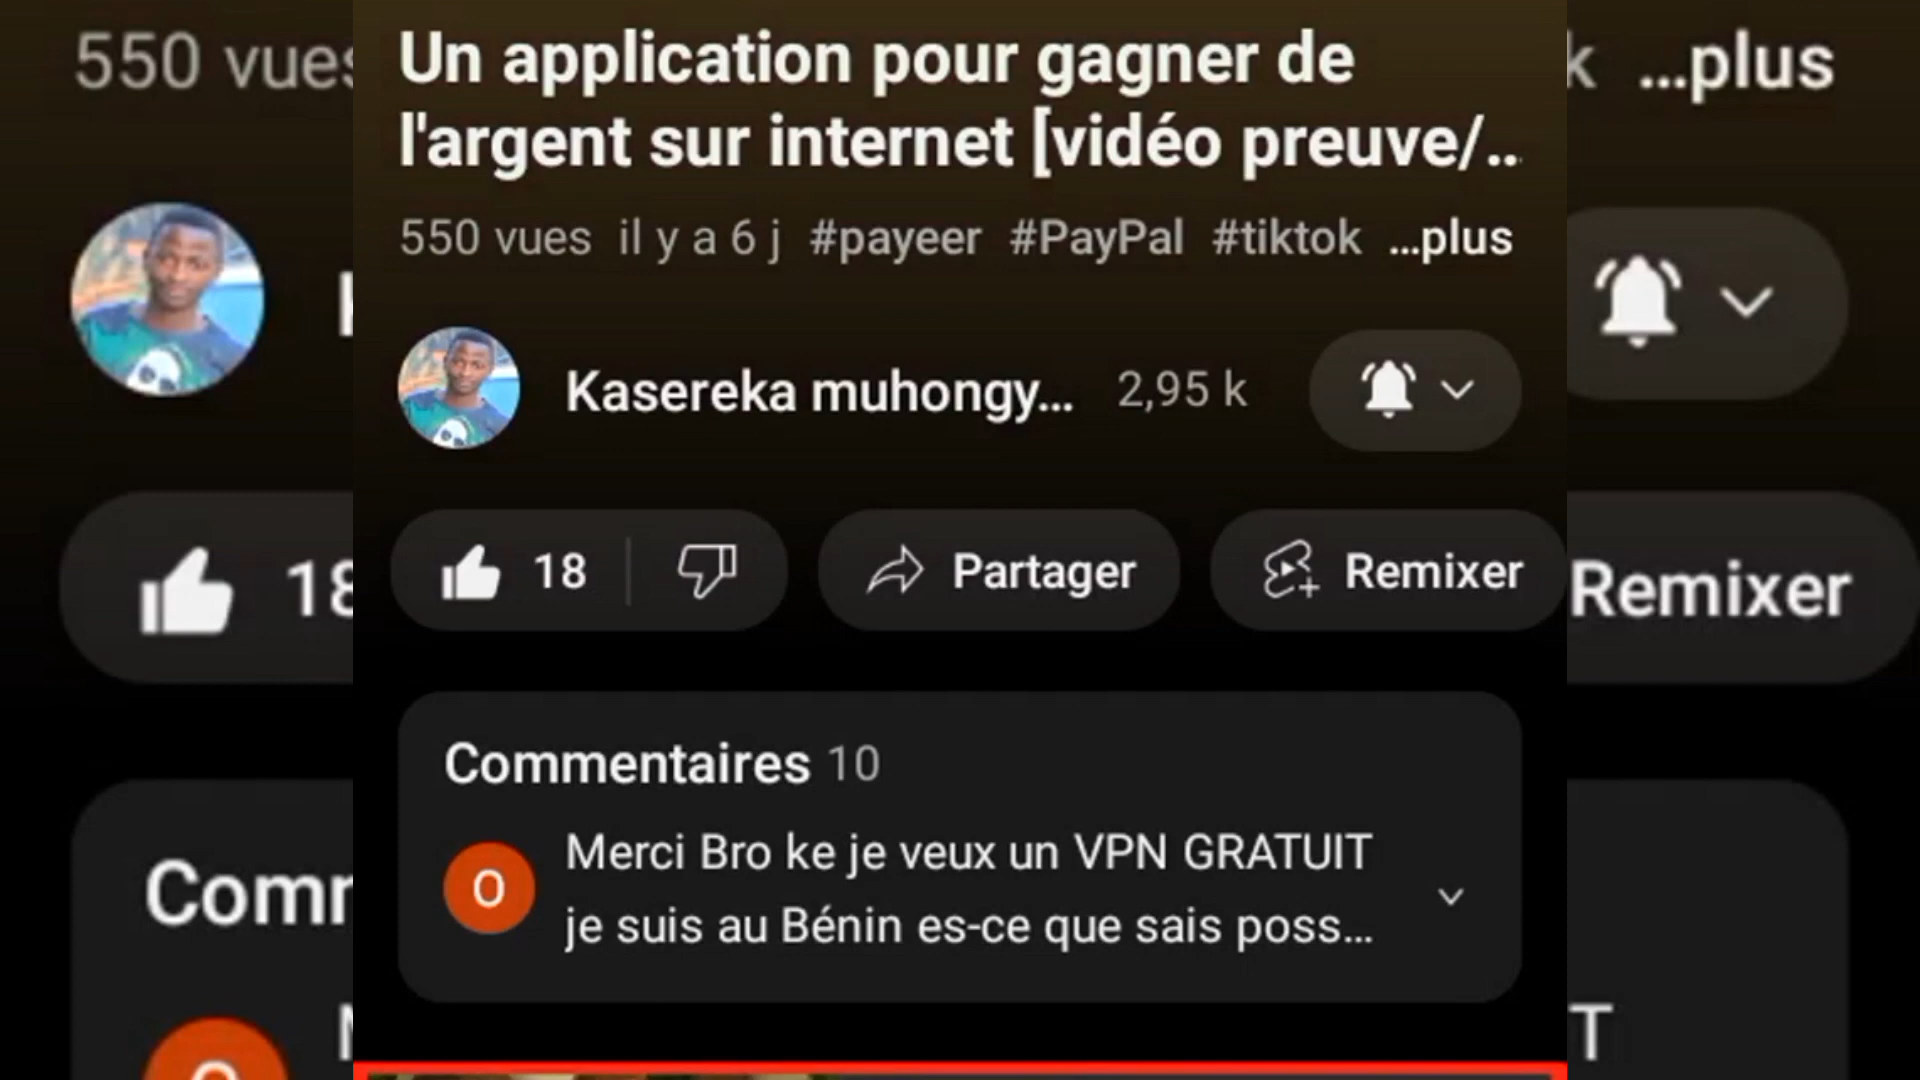 Un application pour gagner de
l'argent sur internet [vidéo preuve/...
550 vues il y a 6 j #payeer #PayPal #tiktok ...plus
Kasereka muhongy... 2,95 k
18 Partager Remixer
Commentaires 10
O
Merci Bro ke je veux un VPN GRATUIT
je suis au Bénin es-ce que sais poss...
550 vues
k ...plus
18
Remixer
Comm
T